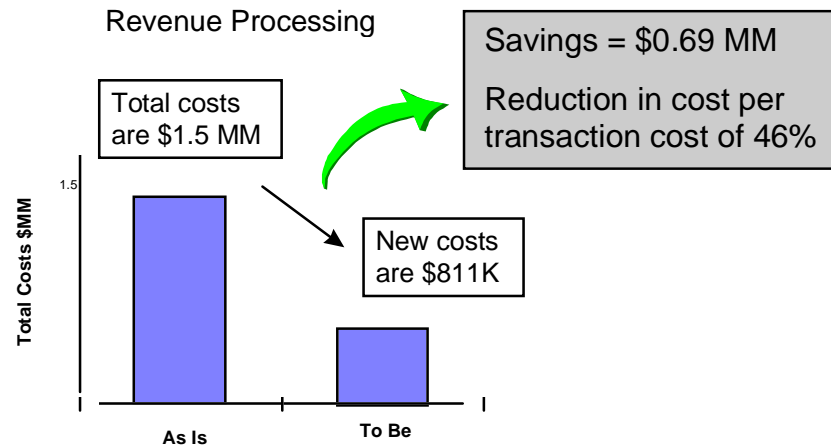 Revenue Processing
Savings = $0.69 MM
Reduction in cost per
transaction cost of 46%
Total costs
are $1.5 MM
1.5
New costs
are $811K
Total Costs $MM
As Is
To Be